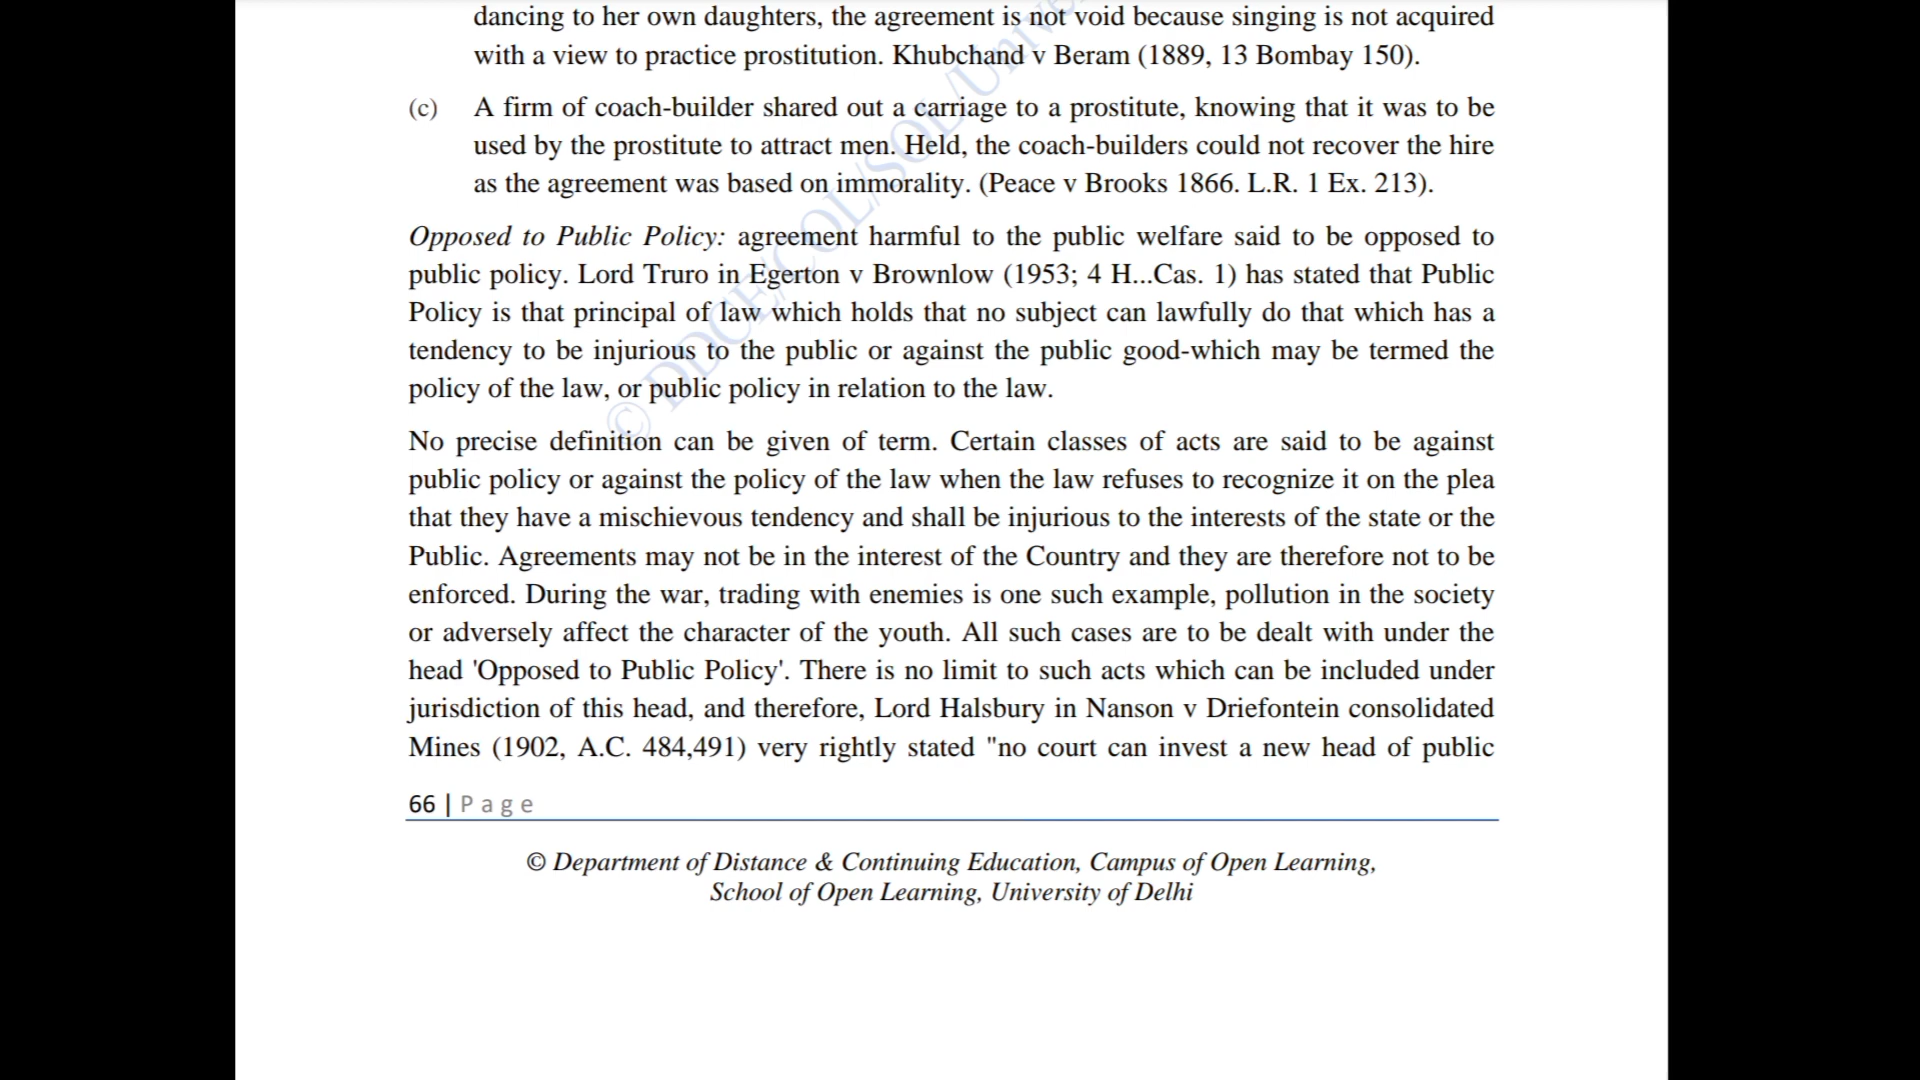 dancing to her own daughters, the agreement is not void because singing is not acquired
with a view to practice prostitution. Khubchand v Beram (1889, 13 Bombay 150).
(c) A firm of coach-builder shared out a carriage to a prostitute, knowing that it was to be
used by the prostitute to attract men. Held, the coach-builders could not recover the hire
as the agreement was based on immorality. (Peace v Brooks 1866. L.R. 1 Ex. 213).
Opposed to Public Policy: agreement harmful to the public welfare said to be opposed to
public policy. Lord Truro in Egerton v Brownlow (1953; 4 H...Cas. 1) has stated that Public
Policy is that principal of law which holds that no subject can lawfully do that which has a
tendency to be injurious to the public or against the public good-which may be termed the
policy of the law, or public policy in relation to the law.
No precise definition can be given of term. Certain classes of acts are said to be against
public policy or against the policy of the law when the law refuses to recognize it on the plea
that they have a mischievous tendency and shall be injurious to the interests of the state or the
Public. Agreements may not be in the interest of the Country and they are therefore not to be
enforced. During the war, trading with enemies is one such example, pollution in the society
or adversely affect the character of the youth. All such cases are to be dealt with under the
head 'Opposed to Public Policy'. There is no limit to such acts which can be included under
jurisdiction of this head, and therefore, Lord Halsbury in Nanson v Driefontein consolidated
Mines (1902, A.C. 484,491) very rightly stated "no court can invest a new head of public
66 | Page
© Department of Distance & Continuing Education, Campus of Open Learning,
School of Open Learning, University of Delhi
© DDCE/COL/SOL/Unive